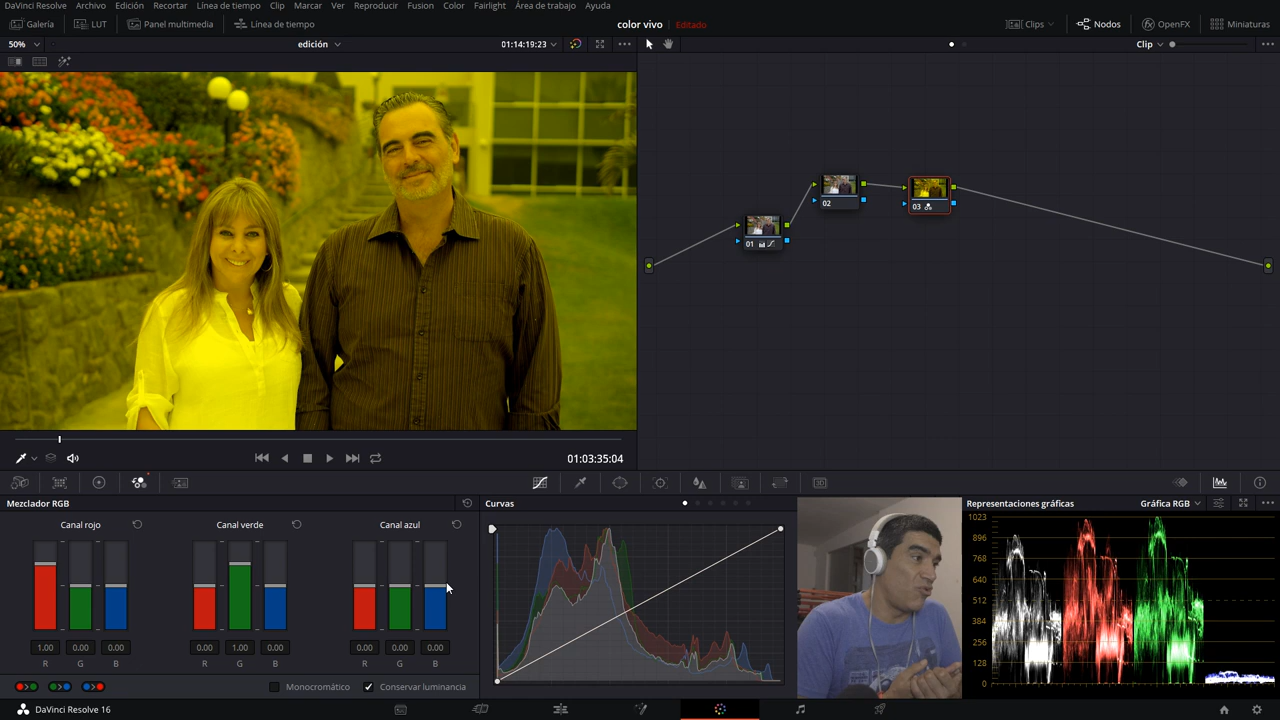 DaVinci Resolve Archivo Edición Recortar Línea de tiempo Clip Marcar Ver Reproducir Fusion Color Fairlight Área de trabajo Ayuda
Galería LUT Panel multimedia Línea de tiempo color vivo Editado Clips Nodos OpenFX Miniaturas
50% edición 01:14:19:23 Clip
02
03
01
01:03:35:04
Mezclador RGB Curvas Representaciones gráficas Gráfica RGB
Canal rojo Canal verde Canal azul
1023
896
768
640
512
384
256
128
0
1.00 0.00 0.00 0.00 1.00 0.00 0.00 0.00 0.00
R G B R G B R G B
Monocromático Conservar luminancia
DaVinci Resolve 16